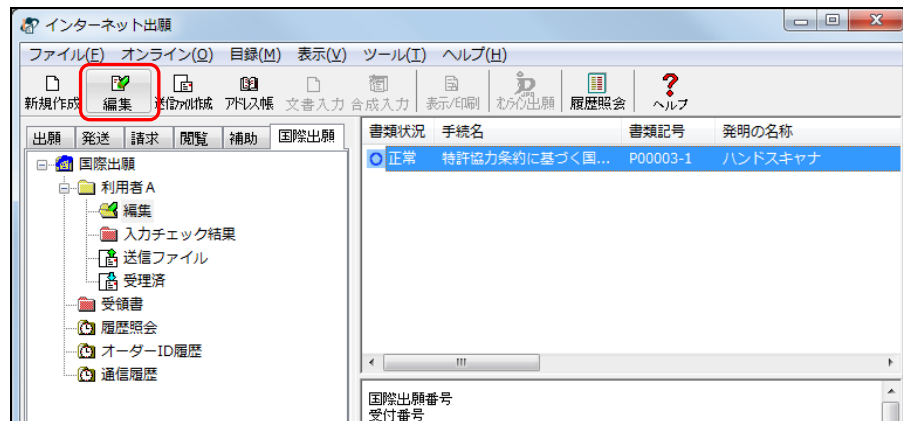 インターネット出願
ファイル(F) オンライン(O) 目録(M) 表示(V) ツール(T) ヘルプ(H)
新規作成 編集 送信ファイル作成 アドレス帳 文書入力 合成入力 表示/印刷 オンライン出願 履歴照会 ヘルプ
出願 発送 請求 閲覧 補助 国際出願
書類状況 手続名 書類記号 発明の名称
正常 特許協力条約に基づく国... P00003-1 ハンドスキャナ
国際出願
利用者A
編集
入力チェック結果
送信ファイル
受理済
受領書
履歴照会
オーダーID履歴
通信履歴
国際出願番号
受付番号